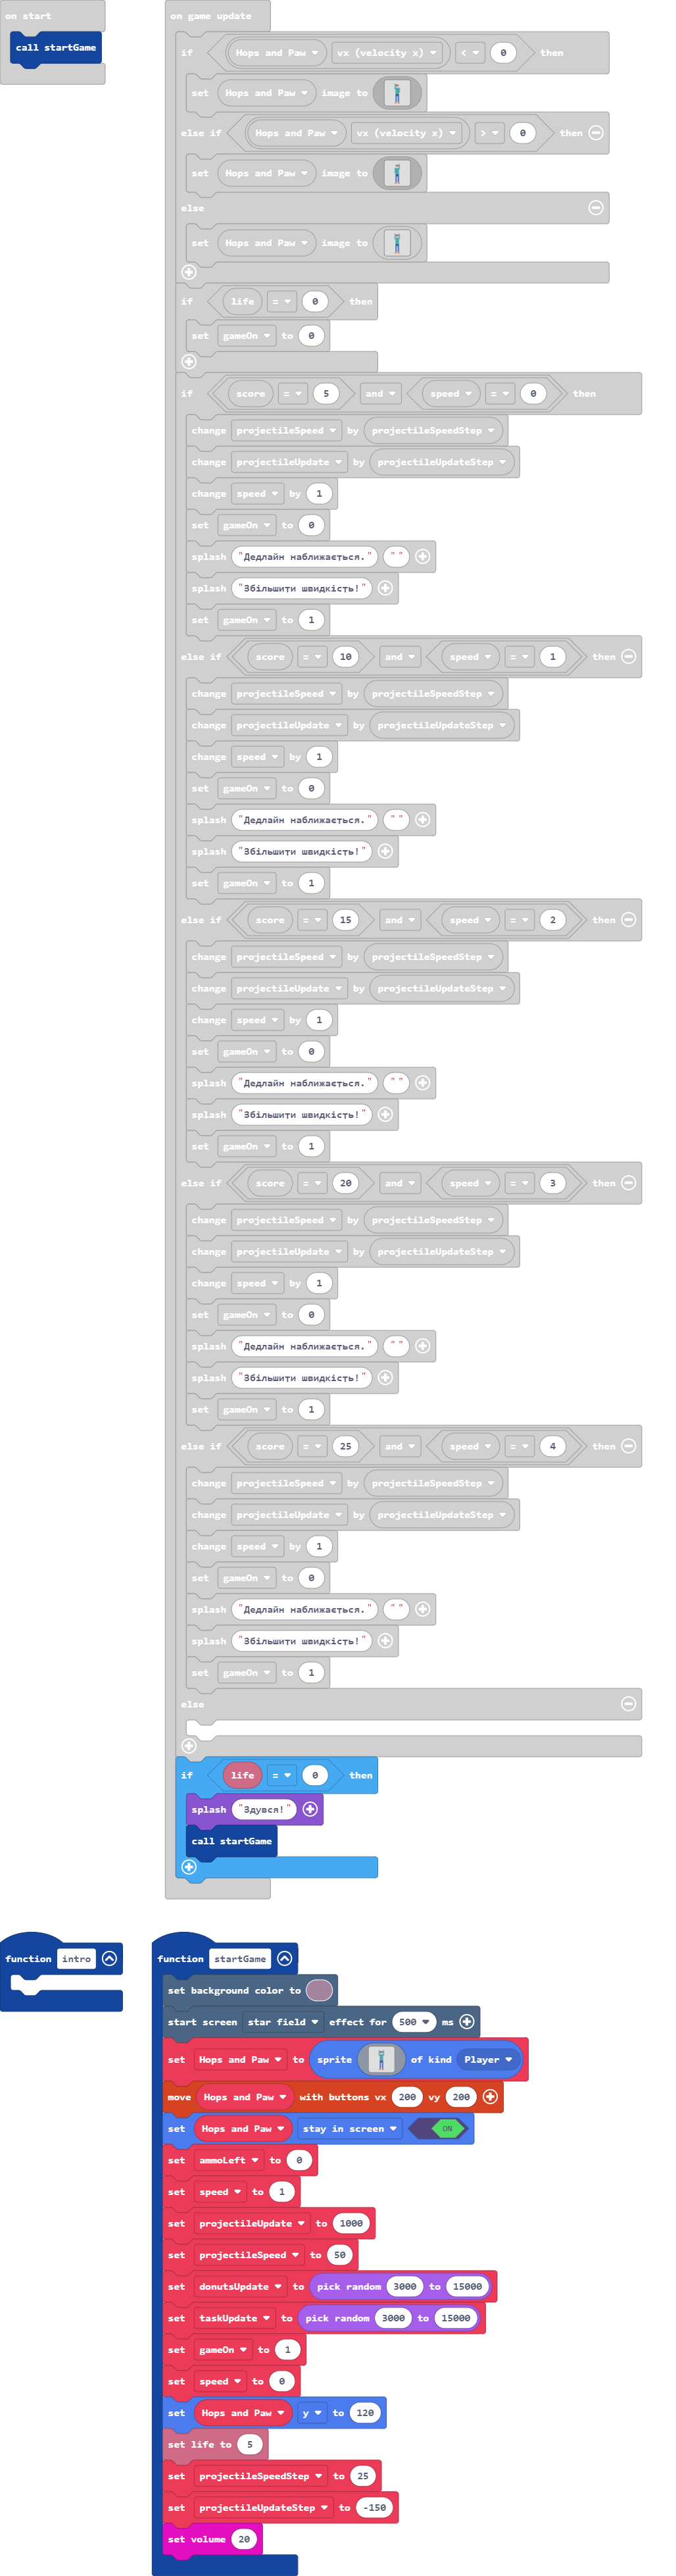 on start
call startGame
on game update
if Hops and Paw vx (velocity x) < 0 then
set Hops and Paw image to
else if Hops and Paw vx (velocity x) > 0 then
set Hops and Paw image to
else
set Hops and Paw image to
if life = 0 then
set gameOn to 0
if score = 5 and speed = 0 then
change projectileSpeed by projectileSpeedStep
change projectileUpdate by projectileUpdateStep
change speed by 1
set gameOn to 0
splash "Дедлайн наближається." " "
splash "Збільшити швидкість!"
set gameOn to 1
else if score = 10 and speed = 1 then
change projectileSpeed by projectileSpeedStep
change projectileUpdate by projectileUpdateStep
change speed by 1
set gameOn to 0
splash "Дедлайн наближається." " "
splash "Збільшити швидкість!"
set gameOn to 1
else if score = 15 and speed = 2 then
change projectileSpeed by projectileSpeedStep
change projectileUpdate by projectileUpdateStep
change speed by 1
set gameOn to 0
splash "Дедлайн наближається." " "
splash "Збільшити швидкість!"
set gameOn to 1
else if score = 20 and speed = 3 then
change projectileSpeed by projectileSpeedStep
change projectileUpdate by projectileUpdateStep
change speed by 1
set gameOn to 0
splash "Дедлайн наближається." " "
splash "Збільшити швидкість!"
set gameOn to 1
else if score = 25 and speed = 4 then
change projectileSpeed by projectileSpeedStep
change projectileUpdate by projectileUpdateStep
change speed by 1
set gameOn to 0
splash "Дедлайн наближається." " "
splash "Збільшити швидкість!"
set gameOn to 1
else
if life = 0 then
splash "Здувся!"
call startGame
function intro
function startGame
set background color to
start screen star field effect for 500 ms
set Hops and Paw to sprite of kind Player
move Hops and Paw with buttons vx 200 vy 200
set Hops and Paw stay in screen ON
set ammoLeft to 0
set speed to 1
set projectileUpdate to 1000
set projectileSpeed to 50
set donutsUpdate to pick random 3000 to 15000
set taskUpdate to pick random 3000 to 15000
set gameOn to 1
set speed to 0
set Hops and Paw y to 120
set life to 5
set projectileSpeedStep to 25
set projectileUpdateStep to -150
set volume 20